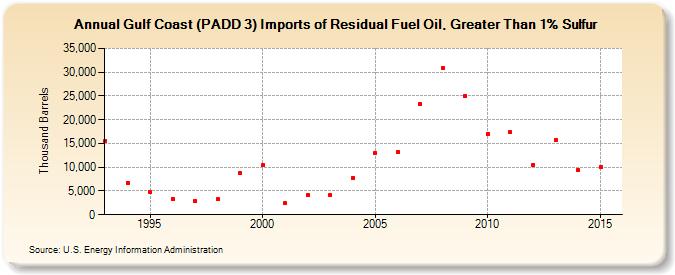 Annual Gulf Coast (PADD 3) Imports of Residual Fuel Oil, Greater Than 1% Sulfur
Thousand Barrels
35,000
30,000
25,000
20,000
15,000
10,000
5,000
0
1995 2000 2005 2010 2015
Source: U.S. Energy Information Administration